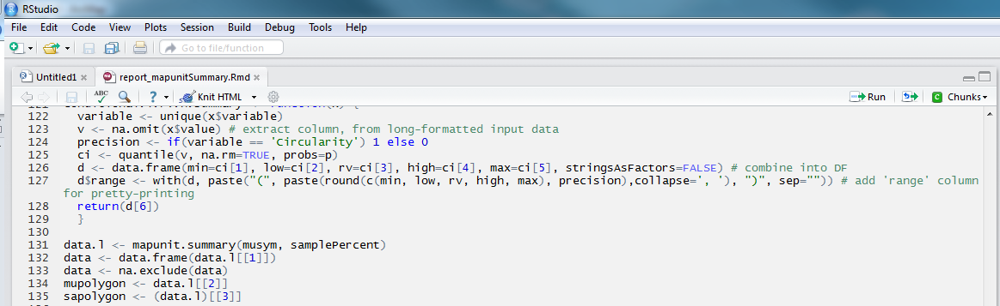 RStudio
File Edit Code View Plots Session Build Debug Tools Help
Go to file/function
Untitled1 report_mapunitSummary.Rmd
ABC Knit HTML Run Chunks
122 variable <- unique(x$variable)
123 v <- na.omit(x$value) # extract column, from long-formatted input data
124 precision <- if(variable == 'Circularity') 1 else 0
125 ci <- quantile(v, na.rm=TRUE, probs=p)
126 d <- data.frame(min=ci[1], low=ci[2], rv=ci[3], high=ci[4], max=ci[5], stringsAsFactors=FALSE) # combine into DF
127 d$range <- with(d, paste("(", paste(round(c(min, low, rv, high, max), precision),collapse=', '), ")", sep="")) # add 'range' column
for pretty-printing
128 return(d[6])
129 }
130
131 data.l <- mapunit.summary(musym, samplePercent)
132 data <- data.frame(data.l[[1]])
133 data <- na.exclude(data)
134 mupolygon <- data.l[[2]]
135 sapolygon <- (data.l)[[3]]